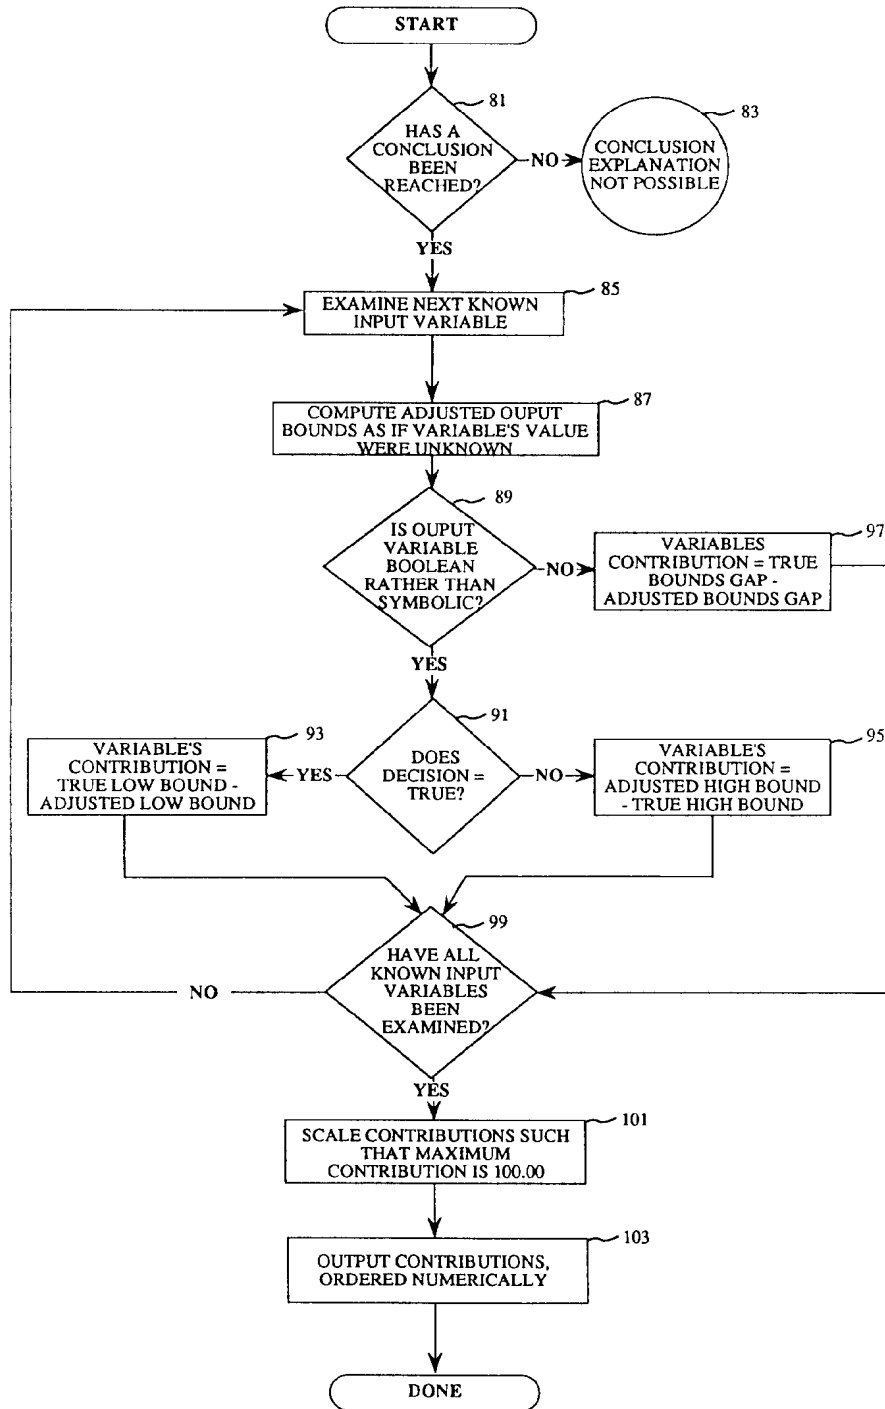 START
81
HAS A
CONCLUSION
BEEN
REACHED?
NO
83
CONCLUSION
EXPLANATION
NOT POSSIBLE
YES
85
EXAMINE NEXT KNOWN
INPUT VARIABLE
87
COMPUTE ADJUSTED OUPUT
BOUNDS AS IF VARIABLE'S VALUE
WERE UNKNOWN
89
IS OUPUT
VARIABLE
BOOLEAN
RATHER THAN
SYMBOLIC?
NO
97
VARIABLES
CONTRIBUTION = TRUE
BOUNDS GAP -
ADJUSTED BOUNDS GAP
YES
91
DOES
DECISION =
TRUE?
YES
93
VARIABLE'S
CONTRIBUTION =
TRUE LOW BOUND -
ADJUSTED LOW BOUND
NO
95
VARIABLE'S
CONTRIBUTION =
ADJUSTED HIGH BOUND
- TRUE HIGH BOUND
99
HAVE ALL
KNOWN INPUT
VARIABLES
BEEN
EXAMINED?
NO
YES
101
SCALE CONTRIBUTIONS SUCH
THAT MAXIMUM
CONTRIBUTION IS 100.00
103
OUTPUT CONTRIBUTIONS,
ORDERED NUMERICALLY
DONE